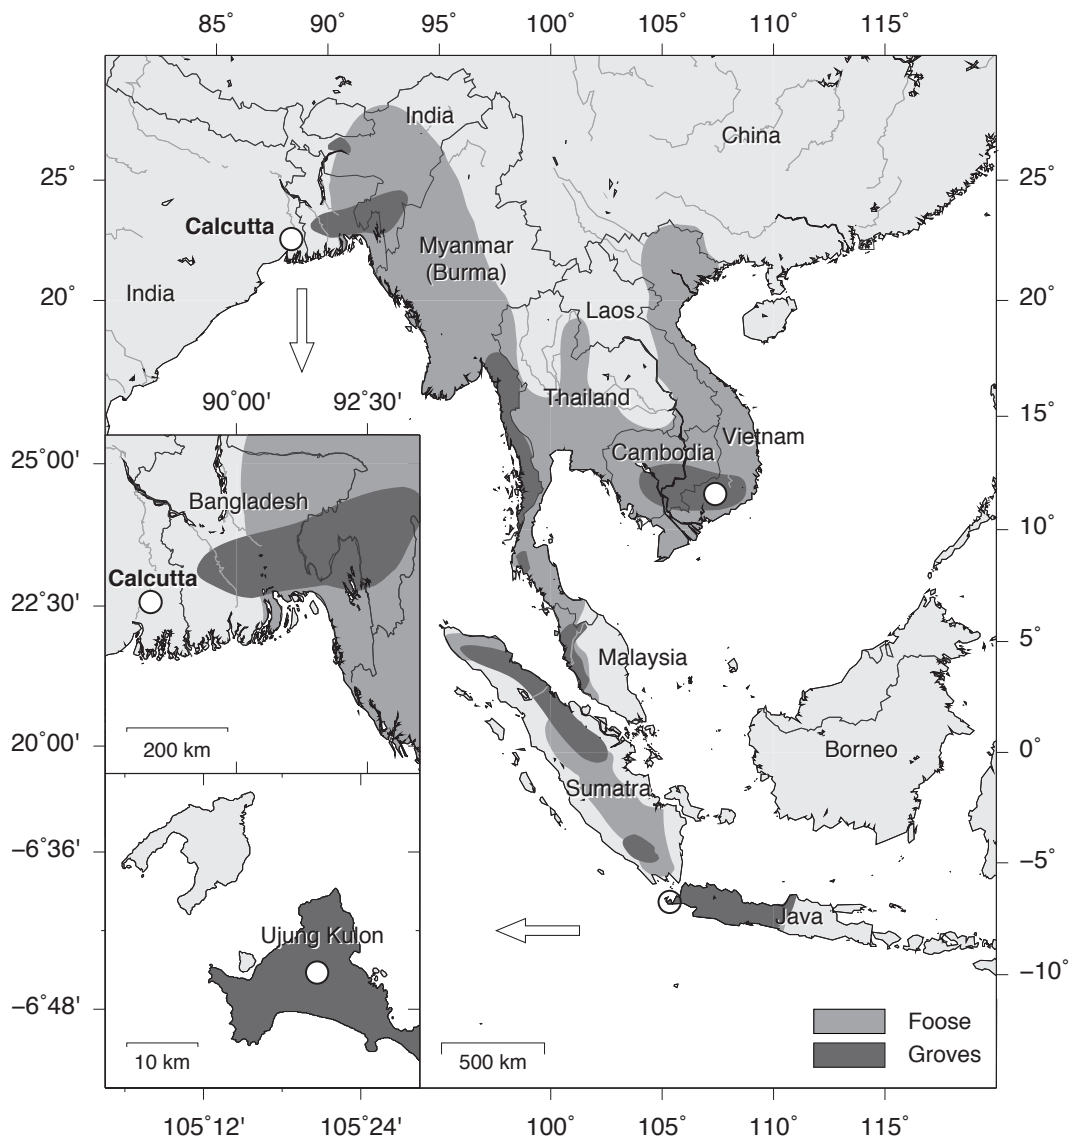 85° 90° 95° 100° 105° 110° 115°
India
China
25° 25°
Calcutta
Myanmar
(Burma)
India
20° 20°
Laos
90°00' 92°30'
Thailand
15°
Vietnam
Cambodia
25°00'
Bangladesh
10°
Calcutta
22°30'
5°
Malaysia
200 km
20°00'
Borneo
0°
Sumatra
−6°36'
−5°
Java
Ujung Kulon
−10°
−6°48'
Foose
10 km
500 km
Groves
105°12' 105°24' 100° 105° 110° 115°